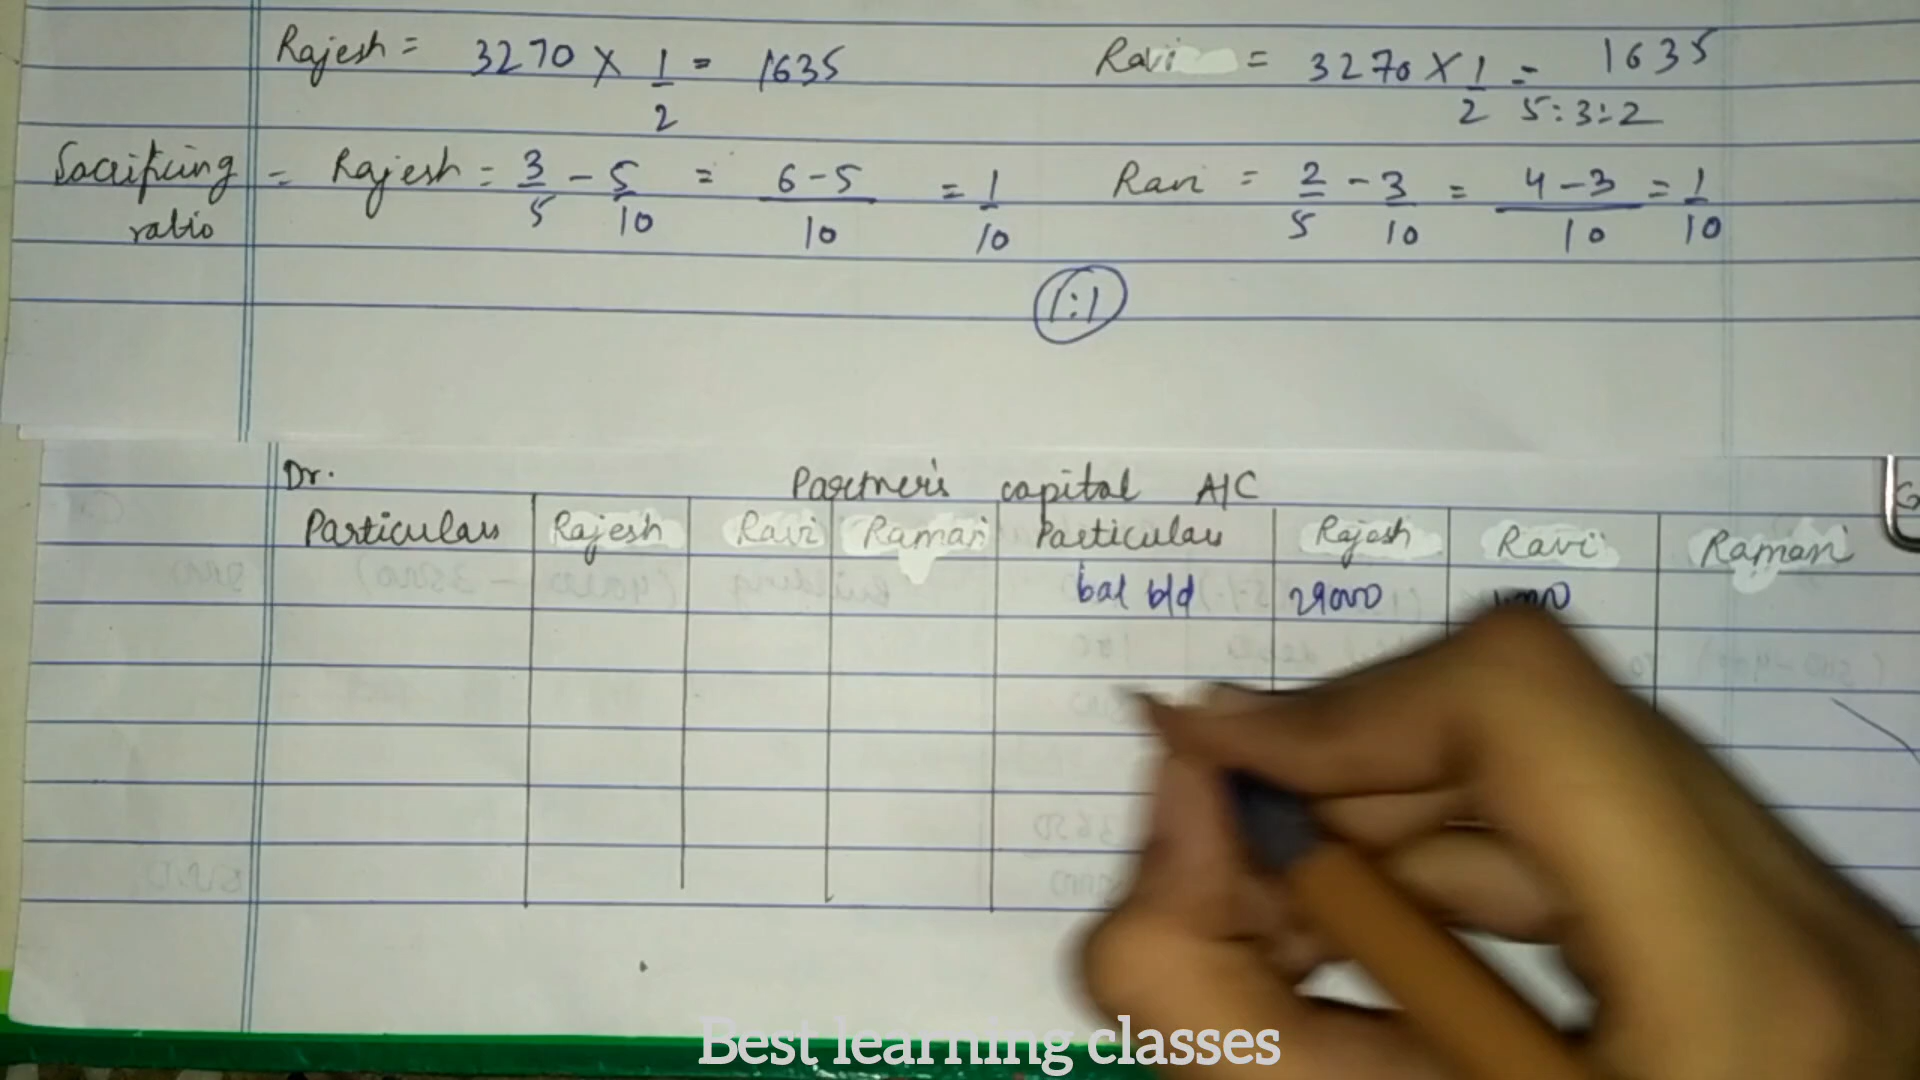 Rajesh = 3270 X 1/2 = 1635 Ravi = 3270 X 1/2 = 1635
5:3:2
Sacrificing ratio = Rajesh = 3/5 - 5/10 = 6-5/10 = 1/10 Ravi = 2/5 - 3/10 = 4-3/10 = 1/10
1:1
Dr. Partner's capital A/C
Particulars Rajesh Ravi Raman Particulars Rajesh Ravi Raman
bal b/d 29000
Best learning classes